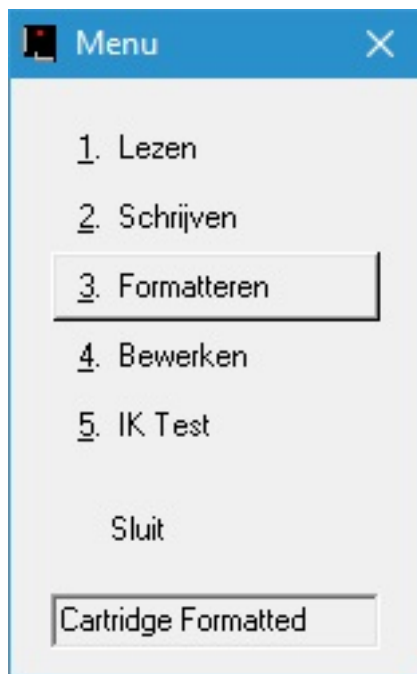 Menu
1. Lezen
2. Schrijven
3. Formatteren
4. Bewerken
5. IK Test
Sluit
Cartridge Formatted